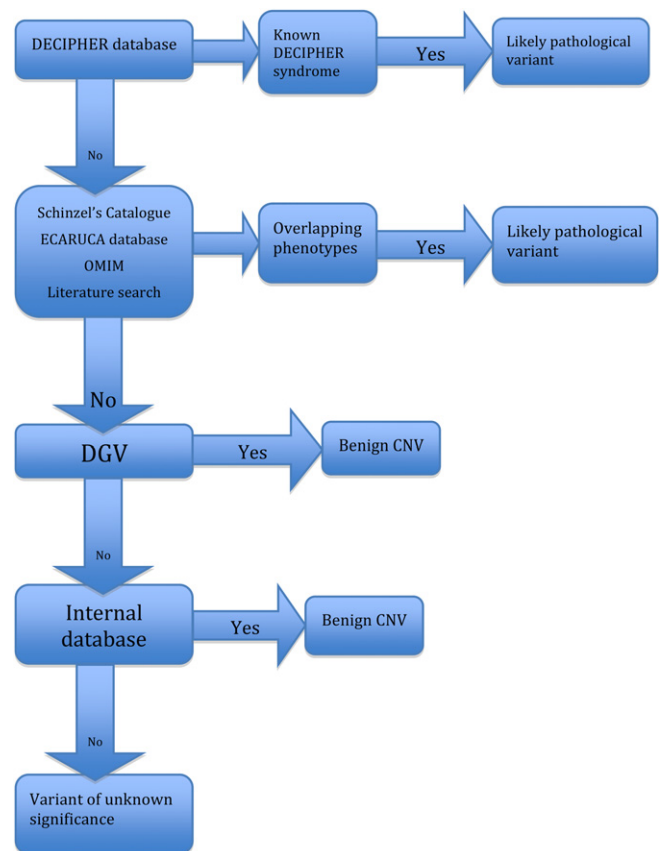 DECIPHER database
Known
DECIPHER
syndrome
Yes
Likely pathological
variant
No
Schinzel's Catalogue
ECARUCA database
OMIM
Literature search
Overlapping
phenotypes
Yes
Likely pathological
variant
No
DGV
Yes
Benign CNV
No
Internal
database
Yes
Benign CNV
No
Variant of unknown
significance